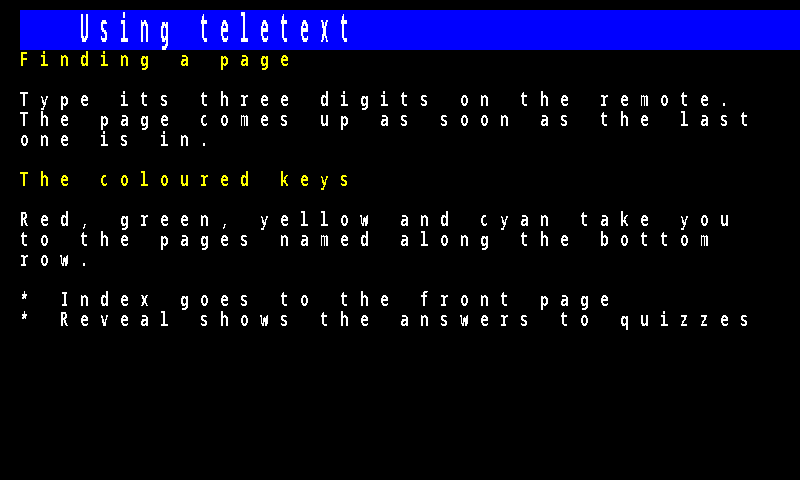 Using teletext
Finding a page
Type its three digits on the remote.
The page comes up as soon as the last
one is in.
The coloured keys
Red, green, yellow and cyan take you
to the pages named along the bottom
row.
* Index goes to the front page
* Reveal shows the answers to quizzes